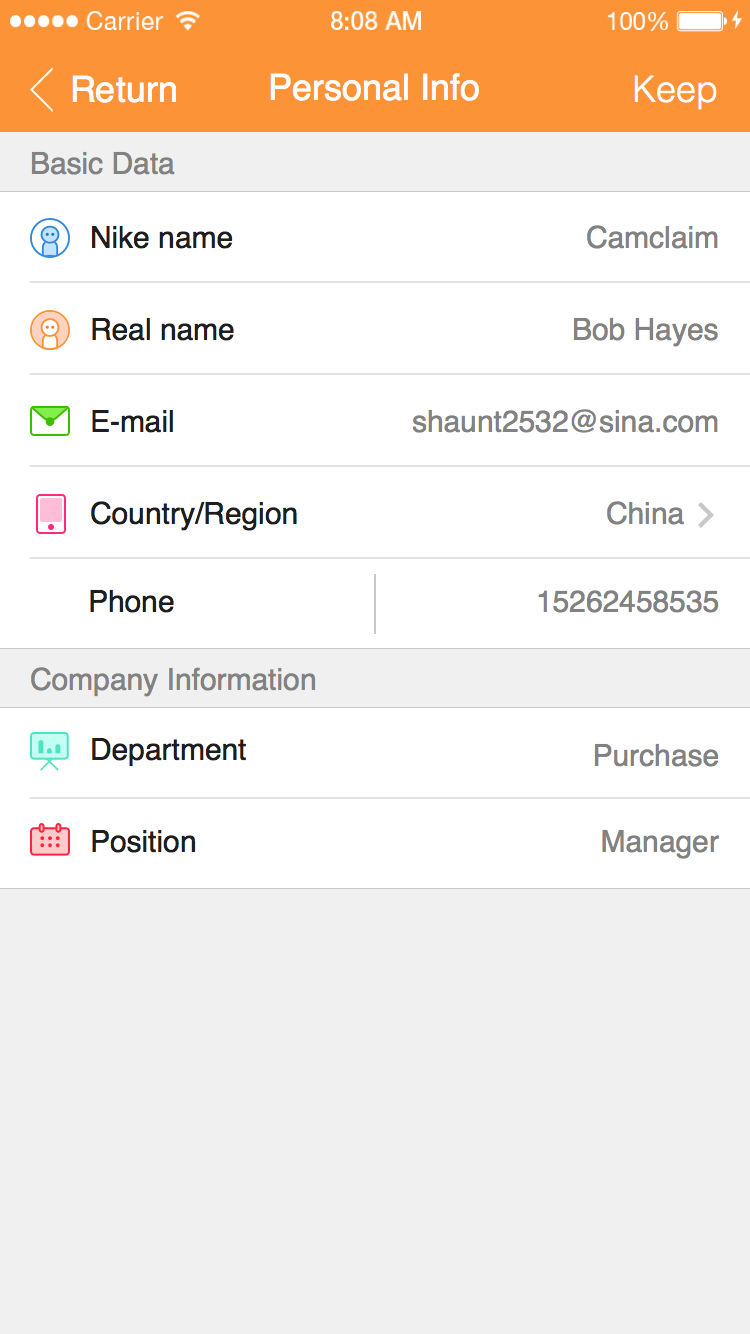 Carrier 8:08 AM 100%
Return Personal Info Keep
Basic Data
Nike name Camclaim
Real name Bob Hayes
E-mail shaunt2532@sina.com
Country/Region China
Phone 15262458535
Company Information
Department Purchase
Position Manager